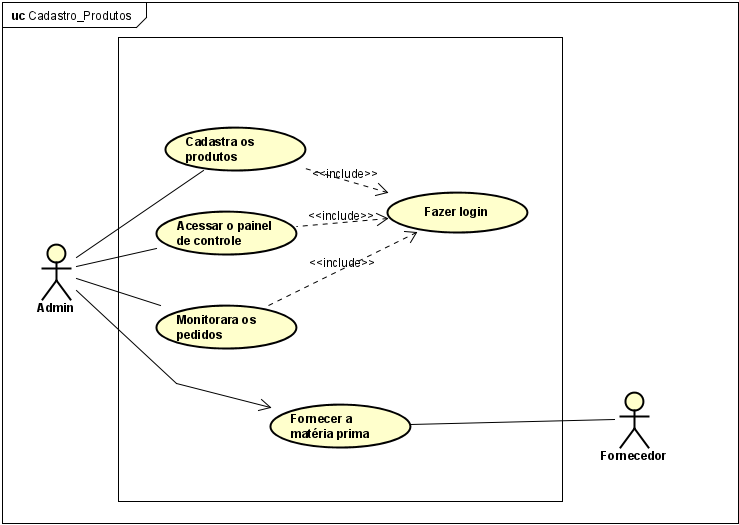 uc Cadastro_Produtos
Cadastra os
produtos
<<include>>
Acessar o painel
de controle
<<include>>
Fazer login
<<include>>
Admin
Monitorara os
pedidos
Fornecer a
matéria prima
Fornecedor